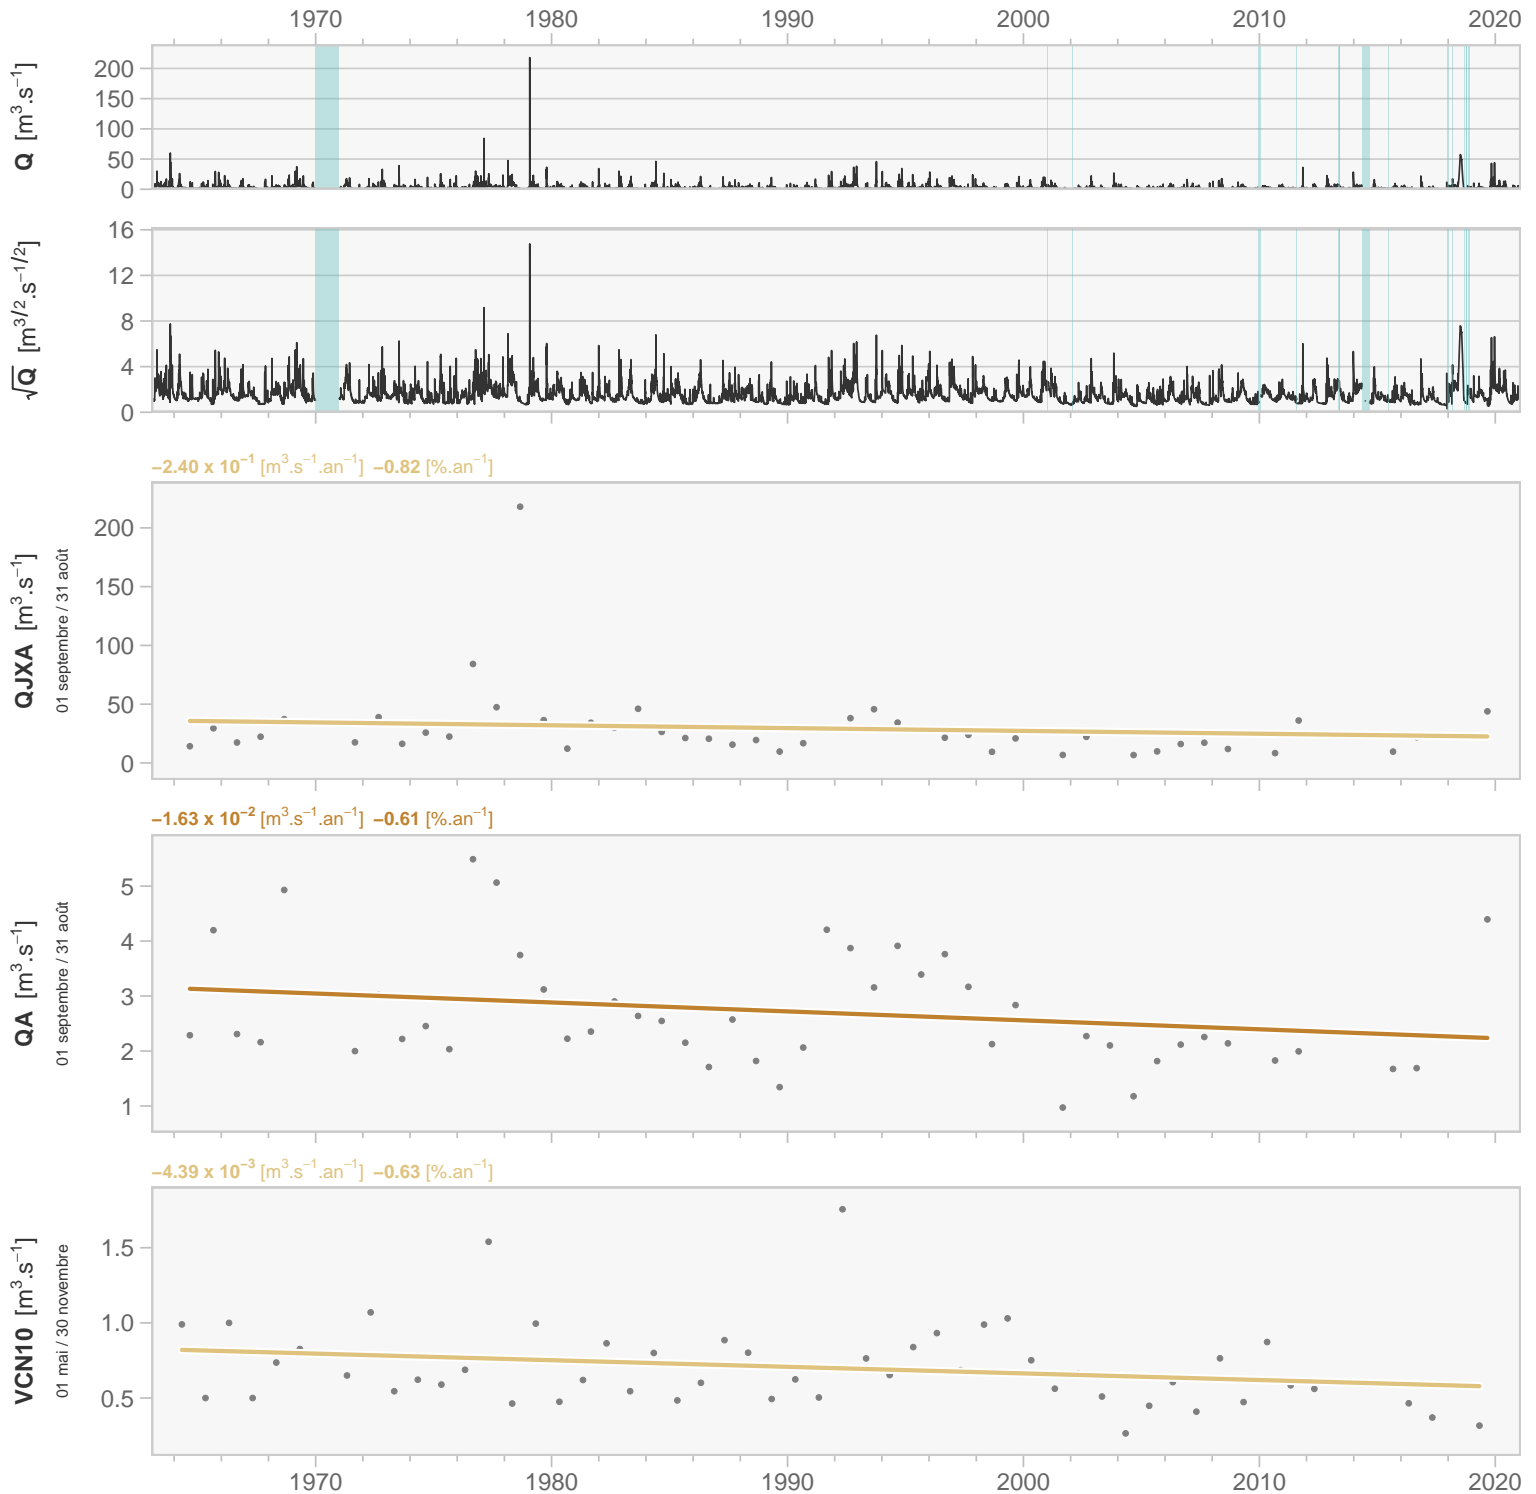 1970 1980 1990 2000 2010 2020
Q [m³.s⁻¹]
200
150
100
50
0
√Q [m^3/2.s^−1/2]
16
12
8
4
0
−2.40 x 10⁻¹ [m³.s⁻¹.an⁻¹] −0.82 [%.an⁻¹]
QJXA [m³.s⁻¹]
01 septembre / 31 août
200
150
100
50
0
−1.63 x 10⁻² [m³.s⁻¹.an⁻¹] −0.61 [%.an⁻¹]
QA [m³.s⁻¹]
01 septembre / 31 août
5
4
3
2
1
−4.39 x 10⁻³ [m³.s⁻¹.an⁻¹] −0.63 [%.an⁻¹]
VCN10 [m³.s⁻¹]
01 mai / 30 novembre
1.5
1.0
0.5
1970 1980 1990 2000 2010 2020